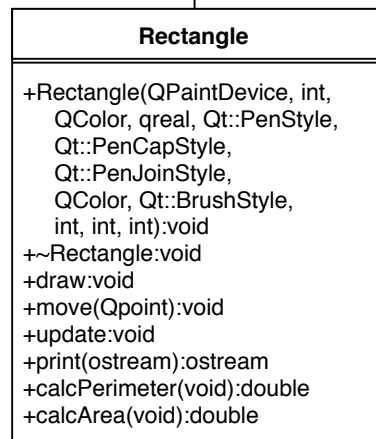 Rectangle
+Rectangle(QPaintDevice, int,
QColor, qreal, Qt::PenStyle,
Qt::PenCapStyle,
Qt::PenJoinStyle,
QColor, Qt::BrushStyle,
int, int, int):void
+~Rectangle:void
+draw:void
+move(Qpoint):void
+update:void
+print(ostream):ostream
+calcPerimeter(void):double
+calcArea(void):double